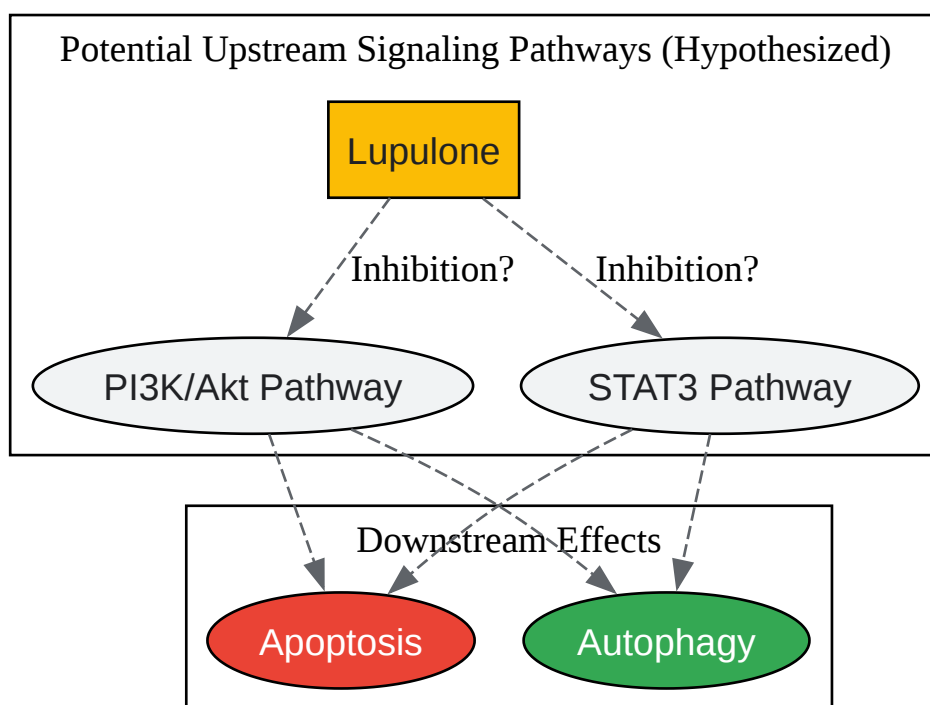 Potential Upstream Signaling Pathways (Hypothesized)
Lupulone
Inhibition?
Inhibition?
PI3K/Akt Pathway
STAT3 Pathway
Downstream Effects
Apoptosis
Autophagy